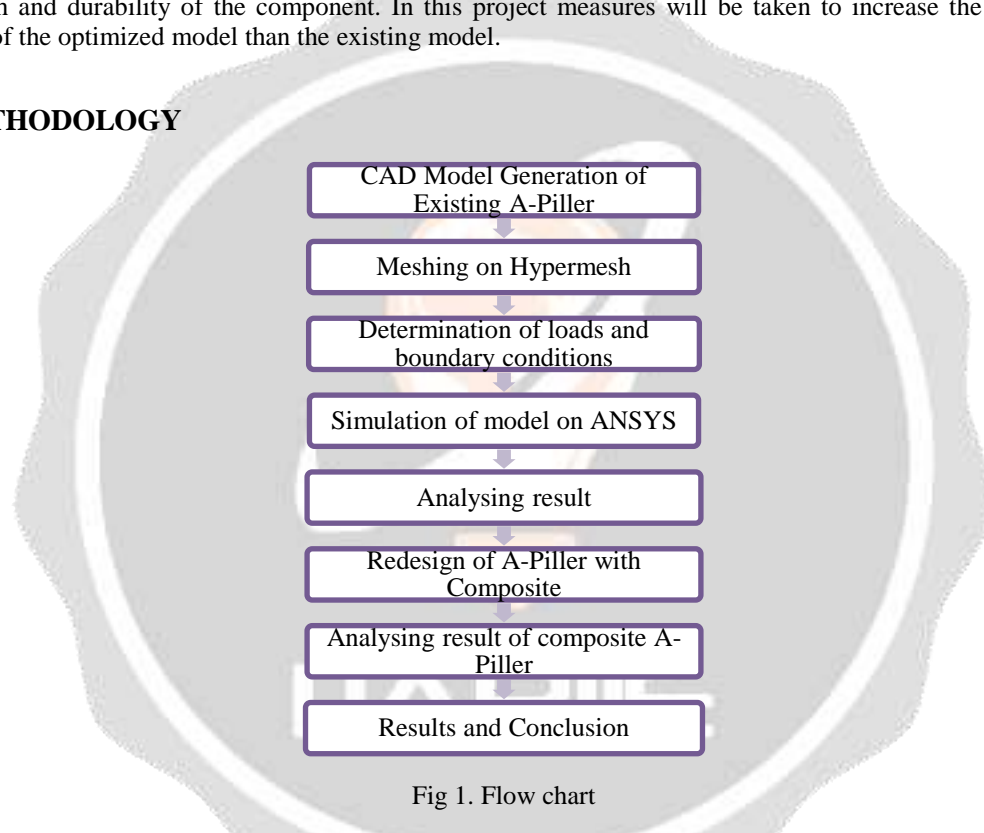 and durability of the component. In this project measures will be taken to increase the
of the optimized model than the existing model.
THODOLOGY
CAD Model Generation of
Existing A-Piller
Meshing on Hypermesh
Determination of loads and
boundary conditions
Simulation of model on ANSYS
Analysing result
Redesign of A-Piller with
Composite
Analysing result of composite A-
Piller
Results and Conclusion
Fig 1. Flow chart